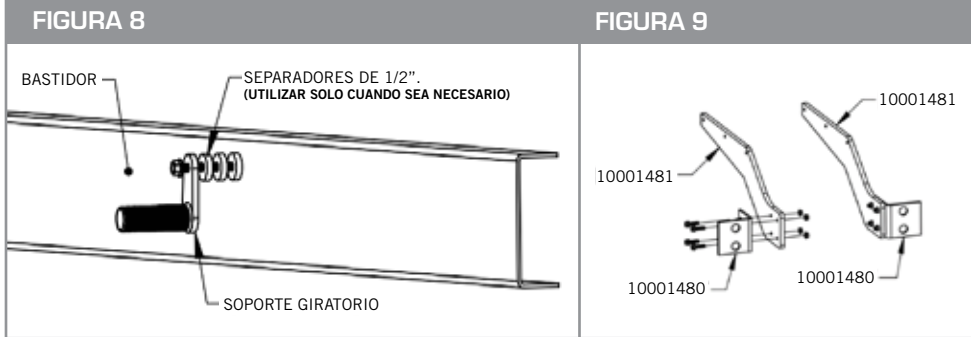 FIGURA 8
BASTIDOR
SEPARADORES DE 1/2”.
(UTILIZAR SOLO CUANDO SEA NECESARIO)
SOPORTE GIRATORIO
FIGURA 9
10001481
10001481
10001480
10001480